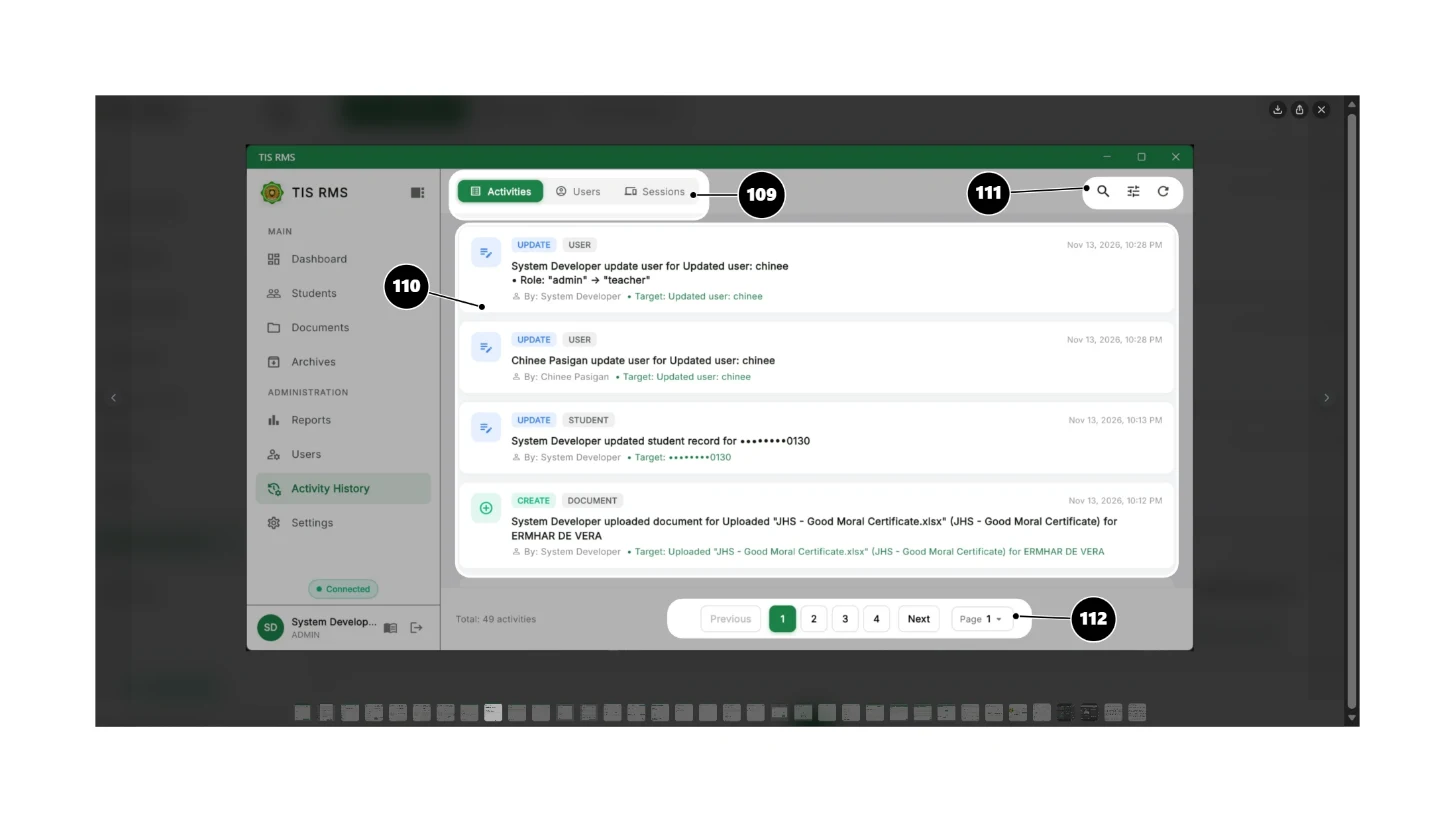 TIS RMS
TIS RMS
Activities
Users
Sessions
109
111
MAIN
Dashboard
Students
Documents
Archives
ADMINISTRATION
Reports
Users
Activity History
Settings
Connected
SD
System Develop...
ADMIN
110
UPDATE USER
Nov 13, 2026, 10:28 PM
System Developer update user for Updated user: chinee
• Role: "admin" → "teacher"
By: System Developer • Target: Updated user: chinee
UPDATE USER
Nov 13, 2026, 10:28 PM
Chinee Pasigan update user for Updated user: chinee
By: Chinee Pasigan • Target: Updated user: chinee
UPDATE STUDENT
Nov 13, 2026, 10:13 PM
System Developer updated student record for ••••••••0130
By: System Developer • Target: ••••••••0130
CREATE DOCUMENT
Nov 13, 2026, 10:12 PM
System Developer uploaded document for Uploaded "JHS - Good Moral Certificate.xlsx" (JHS - Good Moral Certificate) for
ERMHAR DE VERA
By: System Developer • Target: Uploaded "JHS - Good Moral Certificate.xlsx" (JHS - Good Moral Certificate) for ERMHAR DE VERA
Total: 49 activities
Previous 1 2 3 4 Next Page 1
112